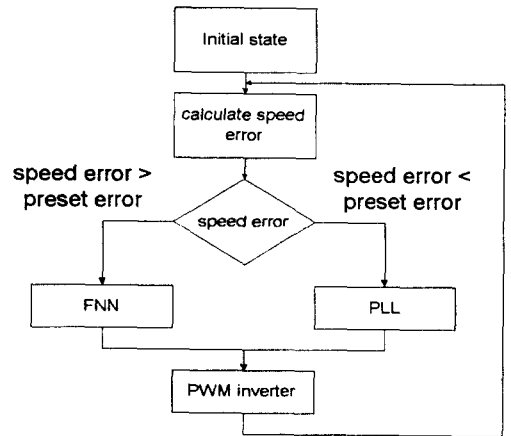 Initial state
calculate speed
error
speed error >
preset error
speed error <
preset error
speed error
FNN
PLL
PWM inverter